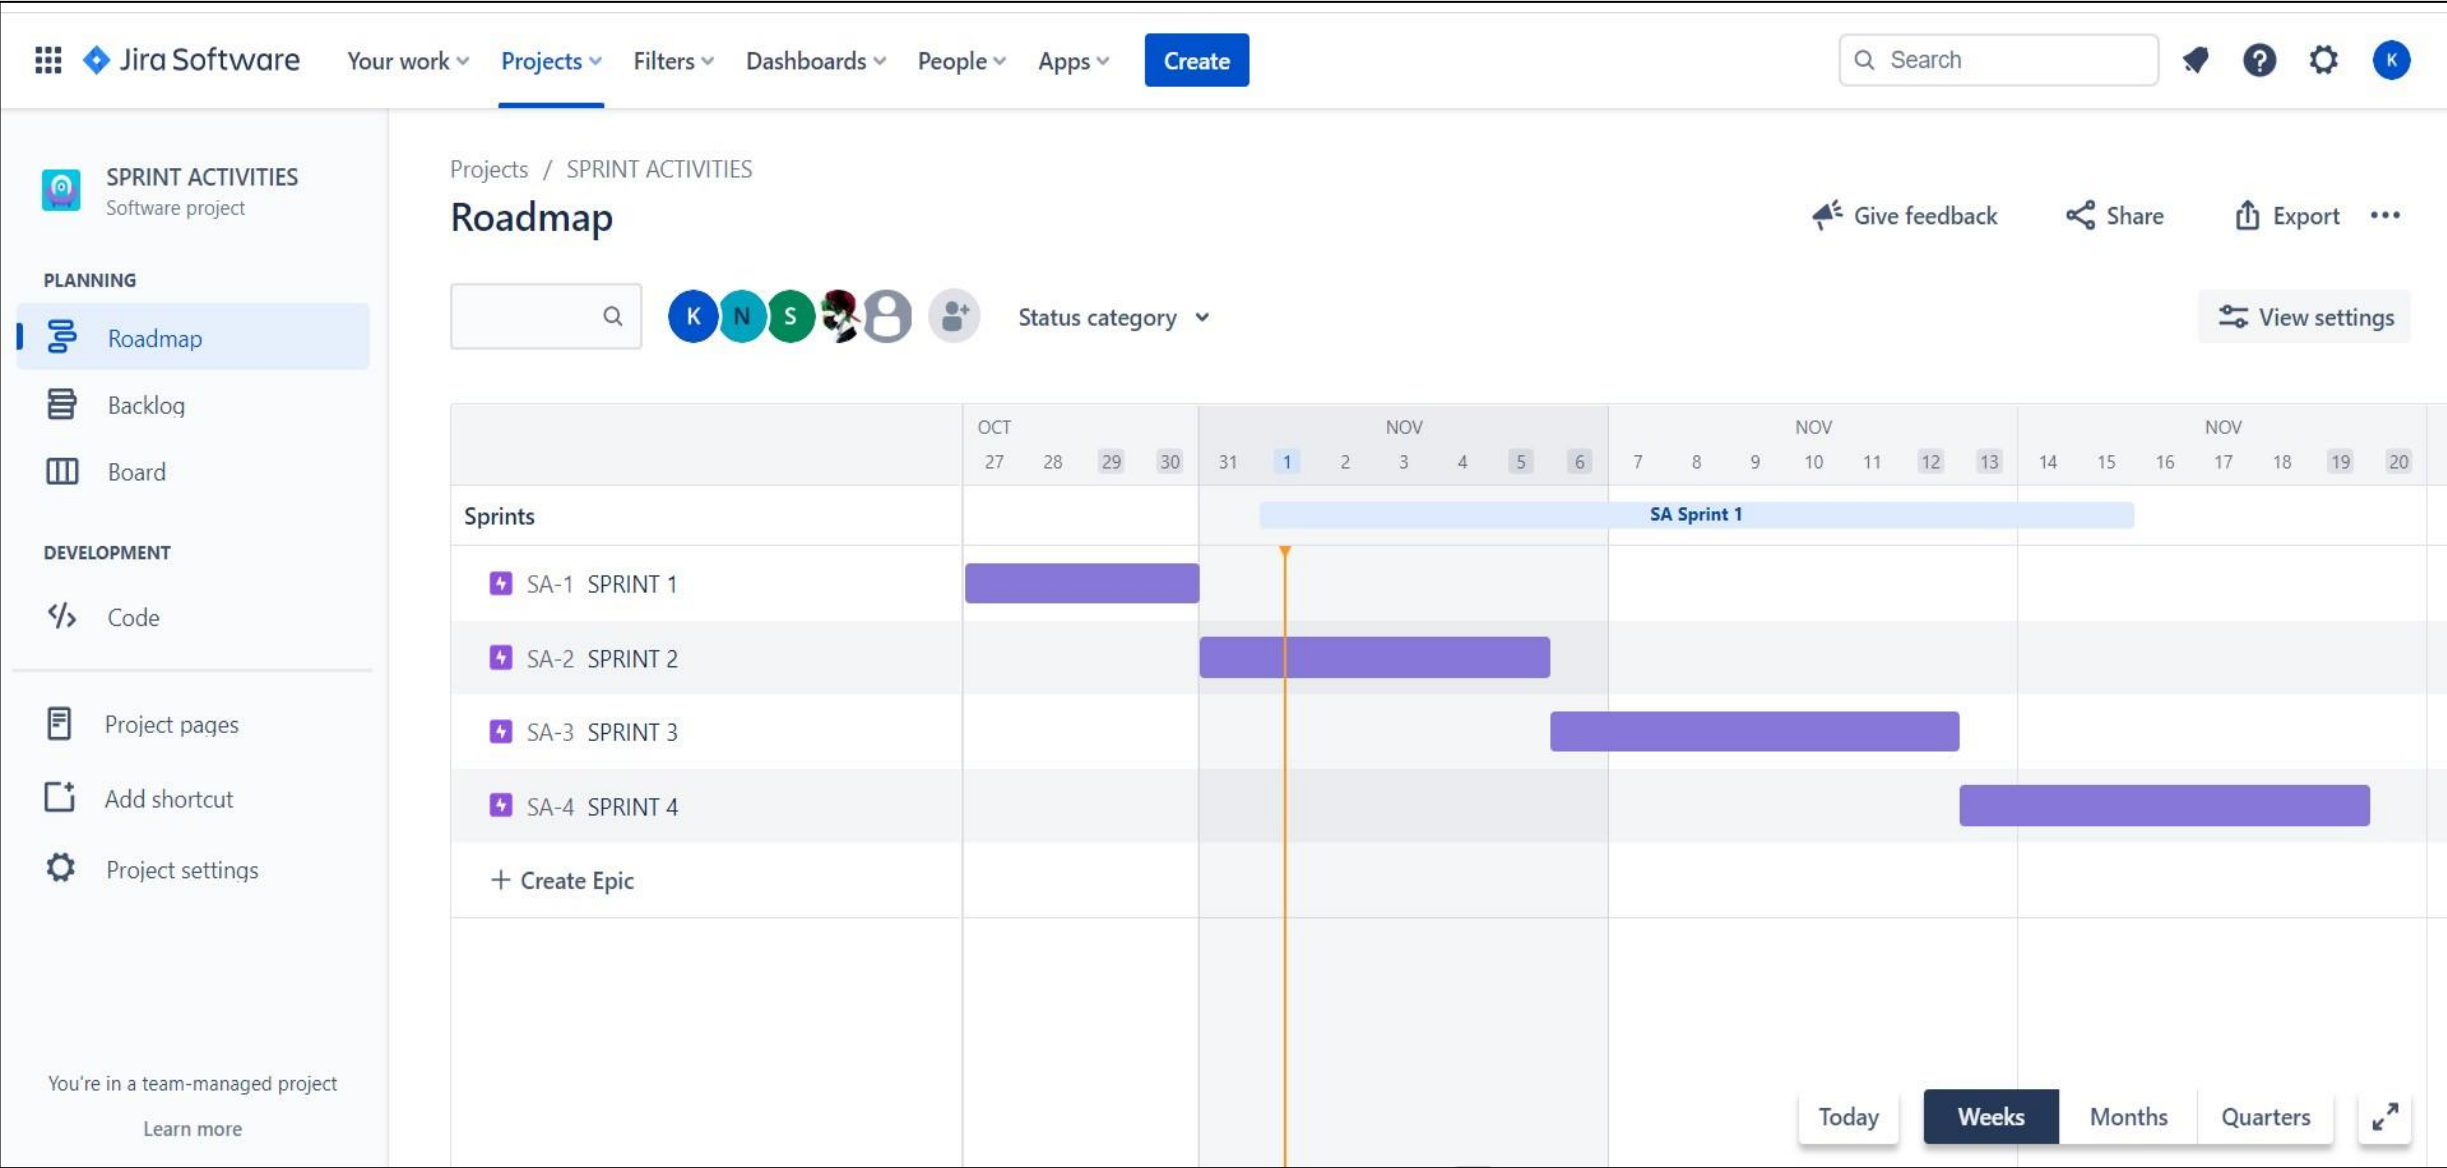 Jira Software Your work Projects Filters Dashboards People Apps Create Search K
SPRINT ACTIVITIES
Software project
PLANNING
Roadmap
Backlog
Board
DEVELOPMENT
Code
Project pages
Add shortcut
Project settings
You're in a team-managed project
Learn more
Projects / SPRINT ACTIVITIES
Roadmap
Give feedback Share Export
K N S Status category View settings
OCT NOV NOV NOV
27 28 29 30 31 1 2 3 4 5 6 7 8 9 10 11 12 13 14 15 16 17 18 19 20
Sprints SA Sprint 1
SA-1 SPRINT 1
SA-2 SPRINT 2
SA-3 SPRINT 3
SA-4 SPRINT 4
+ Create Epic
Today Weeks Months Quarters